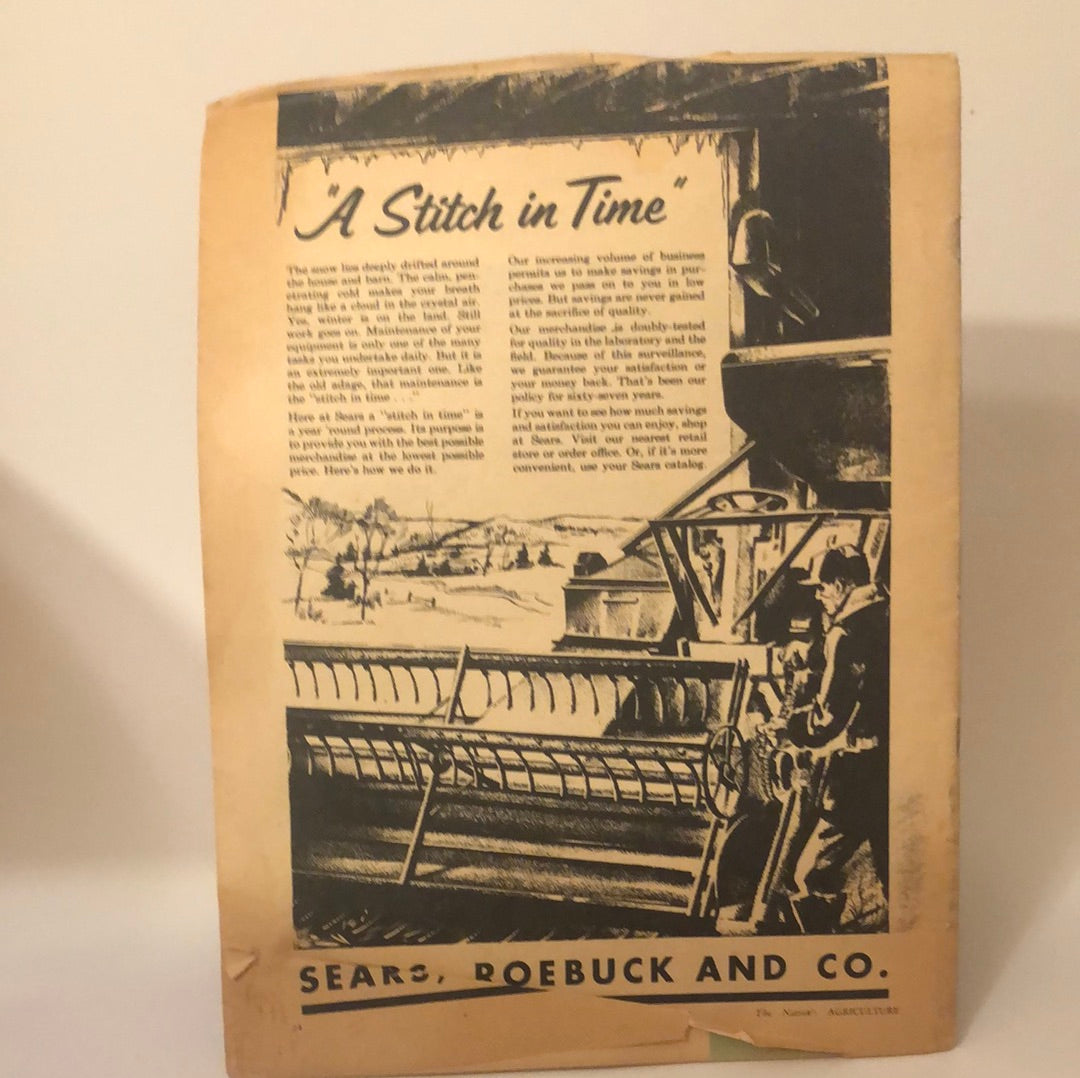 "A Stitch in Time"
The snow lies deeply drifted around
the house and barn. The calm, pen-
etrating cold makes your breath
hang like a cloud in the crystal air.
Yes, winter is on the land. Still
work goes on. Maintenance of your
equipment is only one of the many
tasks you undertake daily. But it is
an extremely important one. Like
the old adage, that maintenance is
the "stitch in time . . ."
Here at Sears a "stitch in time" is
a year 'round process. Its purpose is
to provide you with the best possible
merchandise at the lowest possible
price. Here's how we do it.
Our increasing volume of business
permits us to make savings in pur-
chases we pass on to you in low
prices. But savings are never gained
at the sacrifice of quality.
Our merchandise is doubly-tested
for quality in the laboratory and the
field. Because of this surveillance,
we guarantee your satisfaction or
your money back. That's been our
policy for sixty-seven years.
If you want to see how much savings
and satisfaction you can enjoy, shop
at Sears. Visit our nearest retail
store or order office. Or, if it's more
convenient, use your Sears catalog.
SEARS, ROEBUCK AND CO.
The Nation's AGRICULTURE